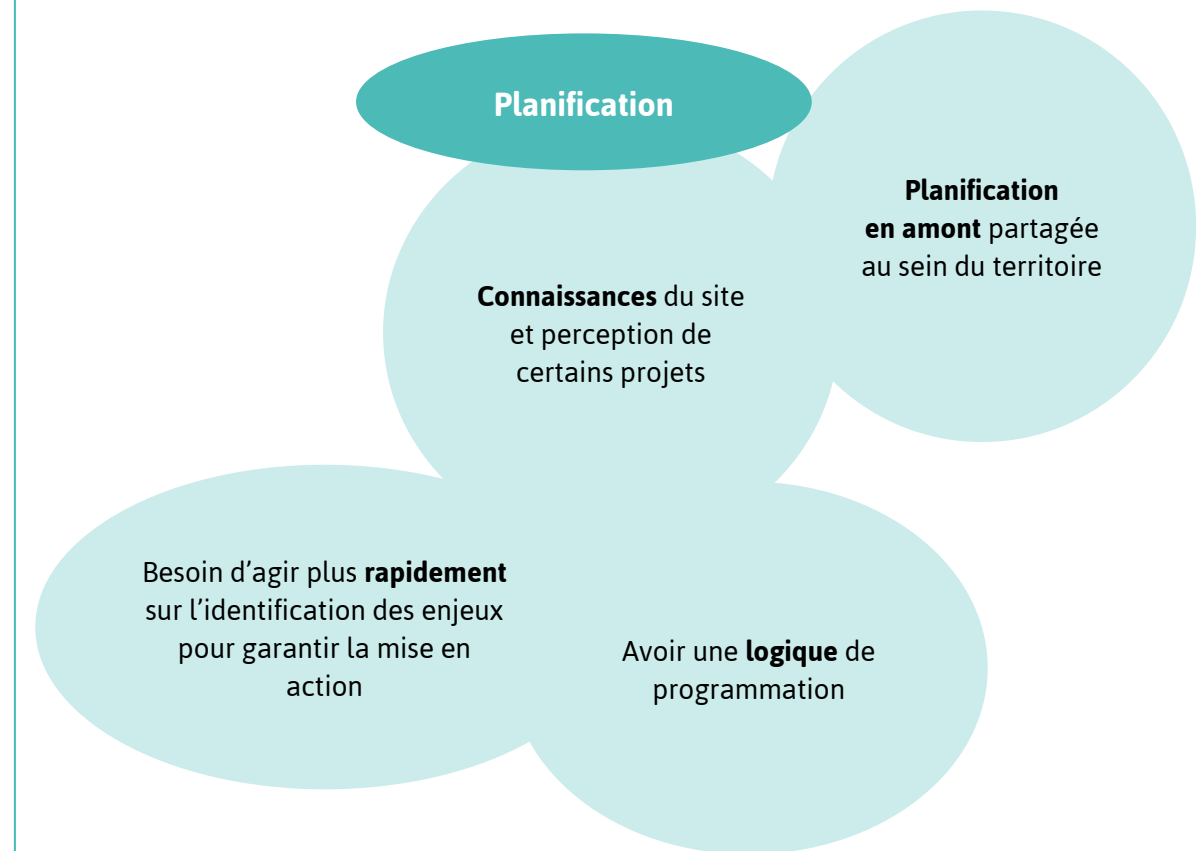 Planification
Planification
en amont partagée
au sein du territoire
Connaissances du site
et perception de
certains projets
Besoin d’agir plus rapidement
sur l’identification des enjeux
pour garantir la mise en
action
Avoir une logique de
programmation